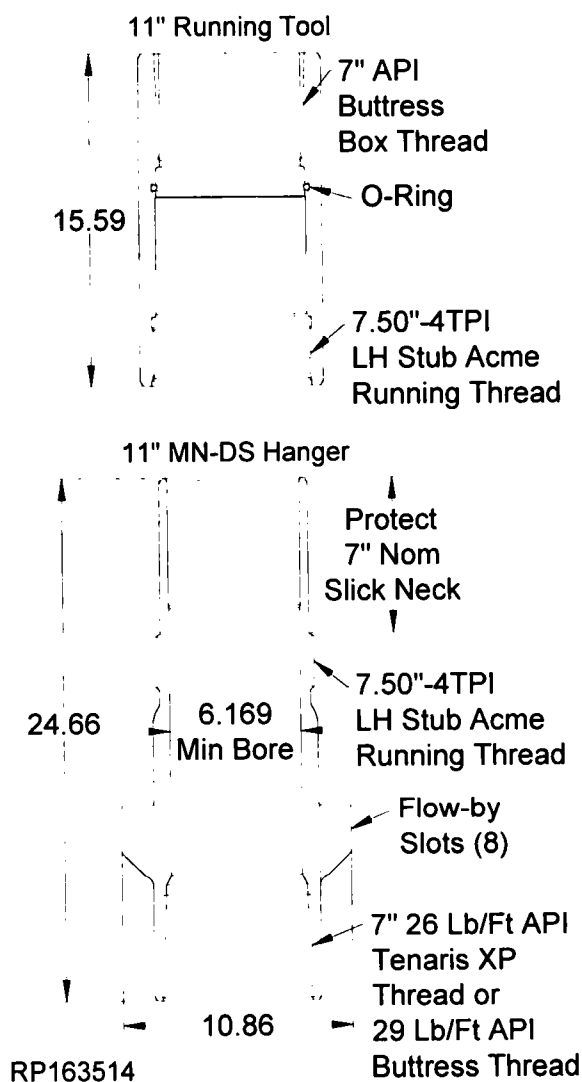 11" Running Tool
7" API
Buttress
Box Thread
O-Ring
15.59
7.50"-4TPI
LH Stub Acme
Running Thread
11" MN-DS Hanger
Protect
7" Nom
Slick Neck
7.50"-4TPI
LH Stub Acme
Running Thread
24.66
6.169
Min Bore
Flow-by
Slots (8)
7" 26 Lb/Ft API
Tenaris XP
Thread or
29 Lb/Ft API
Buttress Thread
10.86
RP163514